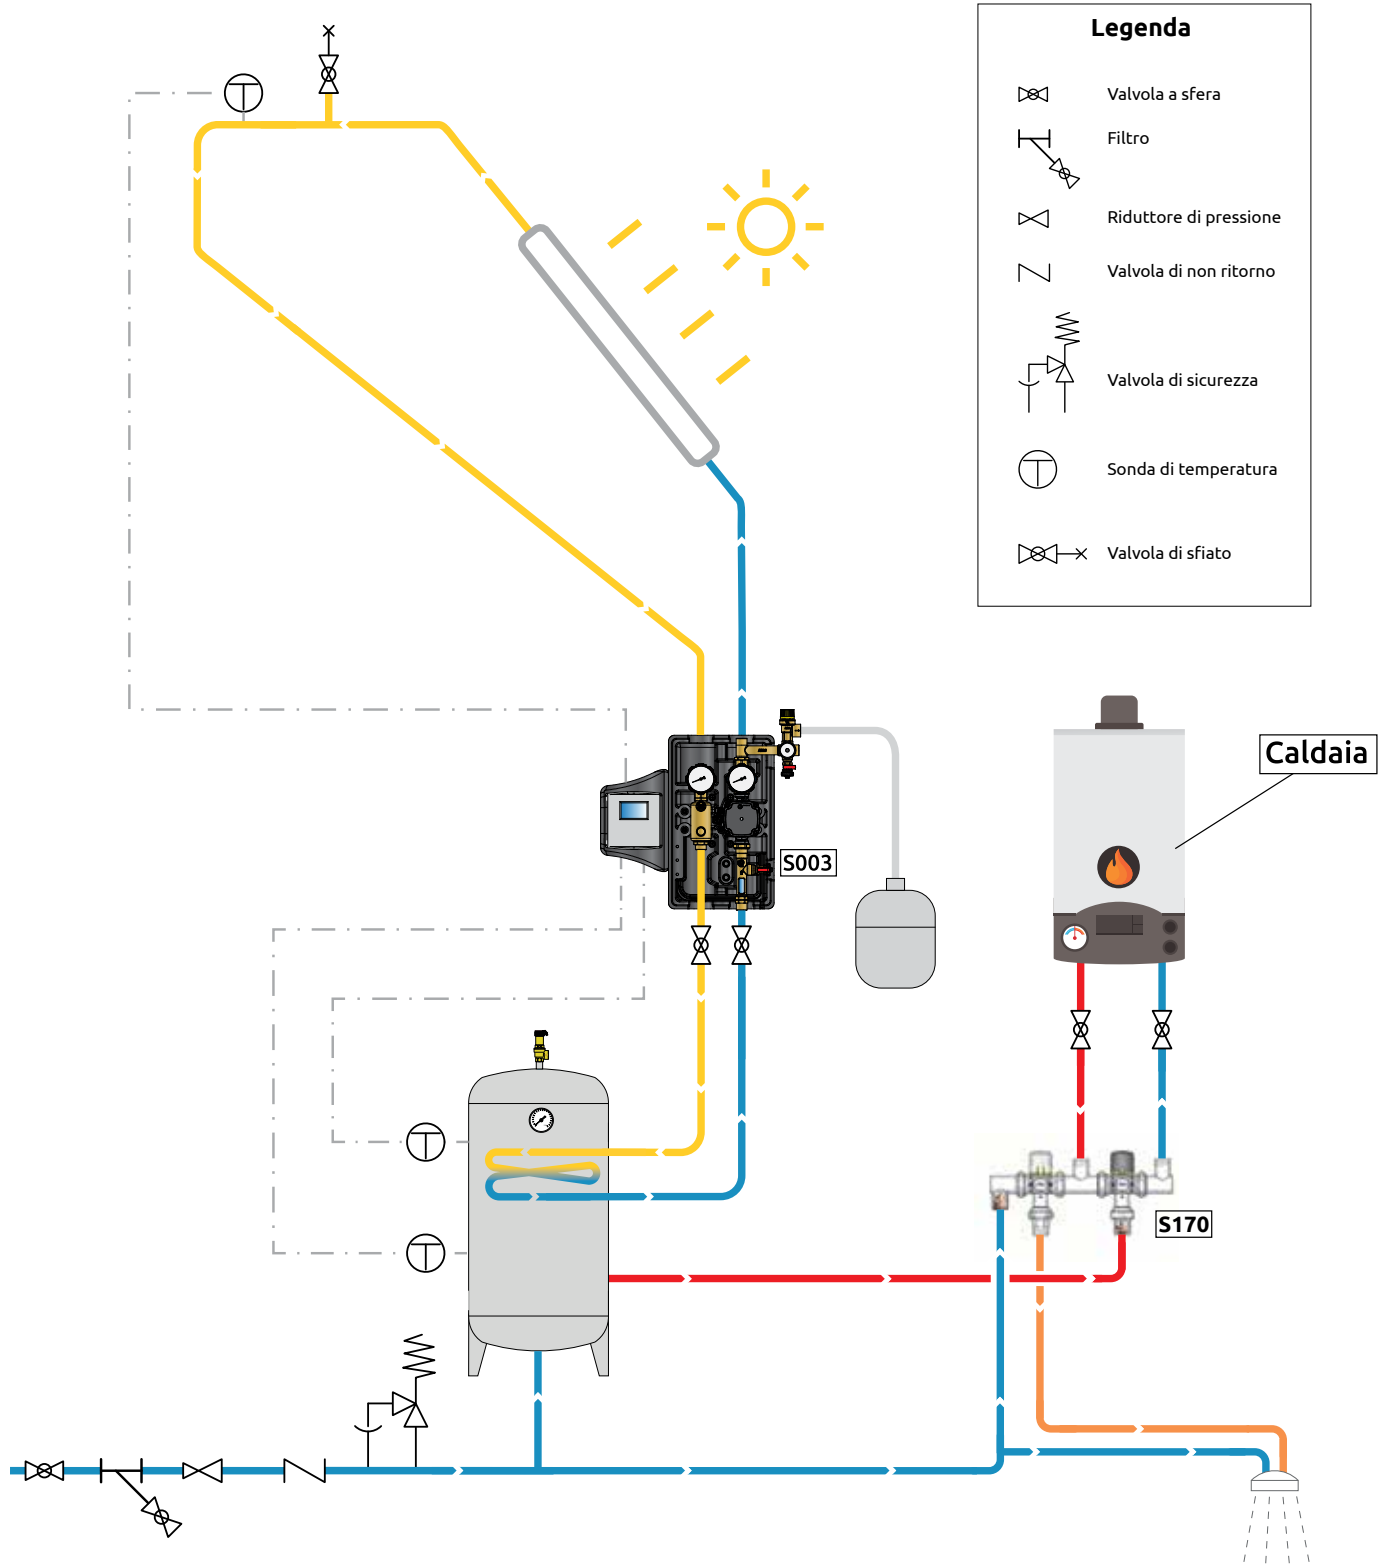 Legenda
Valvola a sfera
Filtro
Riduttore di pressione
Valvola di non ritorno
Valvola di sicurezza
T
Sonda di temperatura
Valvola di sfiato
T
Caldaia
S003
T
S170
T